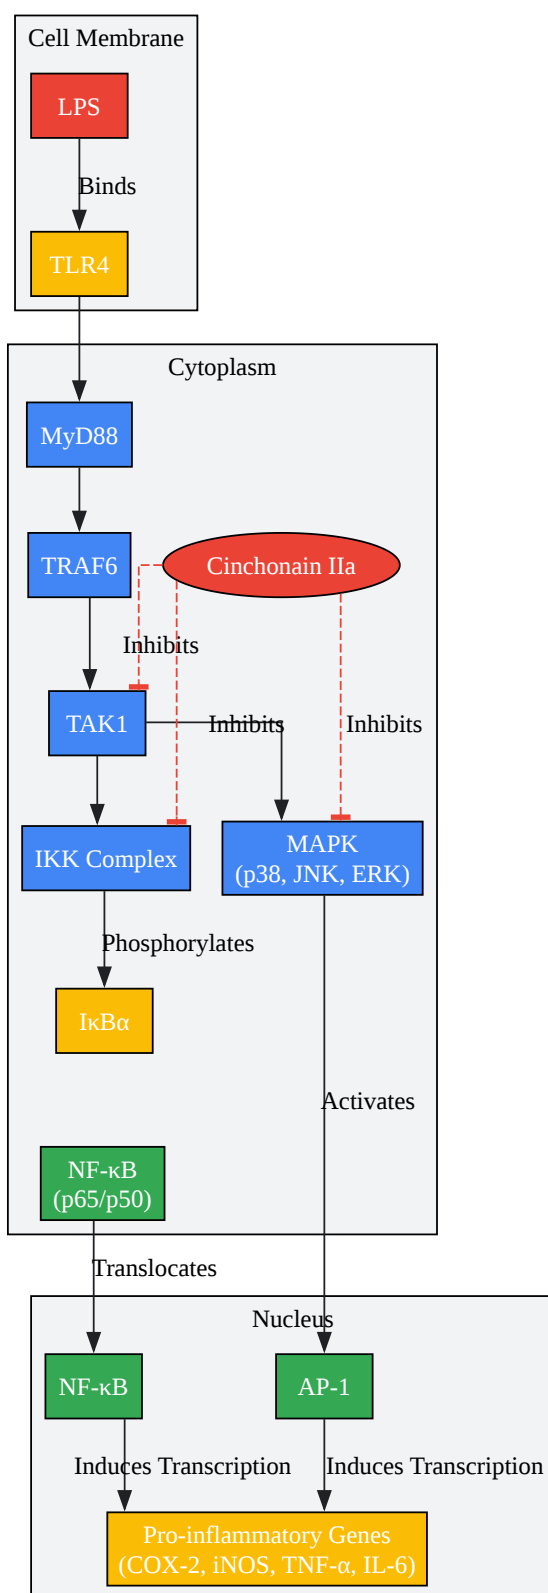 Cell Membrane
LPS
Binds
TLR4
Cytoplasm
MyD88
TRAF6
Cinchonain IIa
Inhibits
TAK1
Inhibits
Inhibits
IKK Complex
MAPK
(p38, JNK, ERK)
Phosphorylates
IκBα
Activates
NF-κB
(p65/p50)
Translocates
Nucleus
NF-κB
AP-1
Induces Transcription
Induces Transcription
Pro-inflammatory Genes
(COX-2, iNOS, TNF-α, IL-6)